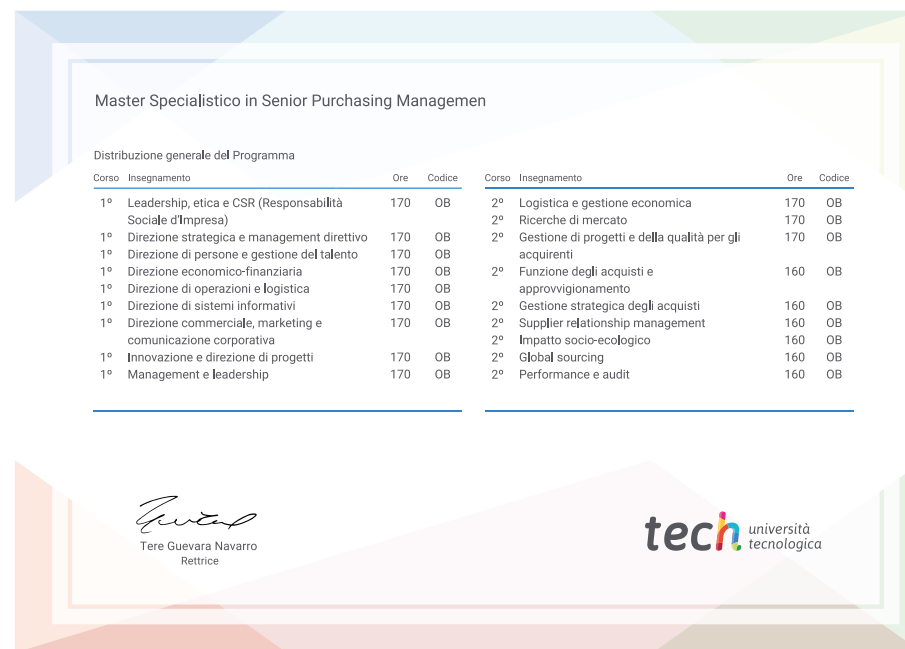 Master Specialistico in Senior Purchasing Managemen
Distribuzione generale del Programma
Corso Insegnamento Ore Codice
1º Leadership, etica e CSR (Responsabilità 170 OB
Sociale d'Impresa)
1º Direzione strategica e management direttivo 170 OB
1º Direzione di persone e gestione del talento 170 OB
1º Direzione economico-finanziaria 170 OB
1º Direzione di operazioni e logistica 170 OB
1º Direzione di sistemi informativi 170 OB
1º Direzione commerciale, marketing e 170 OB
comunicazione corporativa
1º Innovazione e direzione di progetti 170 OB
1º Management e leadership 170 OB
Corso Insegnamento Ore Codice
2º Logistica e gestione economica 170 OB
2º Ricerche di mercato 170 OB
2º Gestione di progetti e della qualità per gli 170 OB
acquirenti
2º Funzione degli acquisti e 160 OB
approvvigionamento
2º Gestione strategica degli acquisti 160 OB
2º Supplier relationship management 160 OB
2º Impatto socio-ecologico 160 OB
2º Global sourcing 160 OB
2º Performance e audit 160 OB
Tere Guevara Navarro
Rettrice
tech università
tecnologica